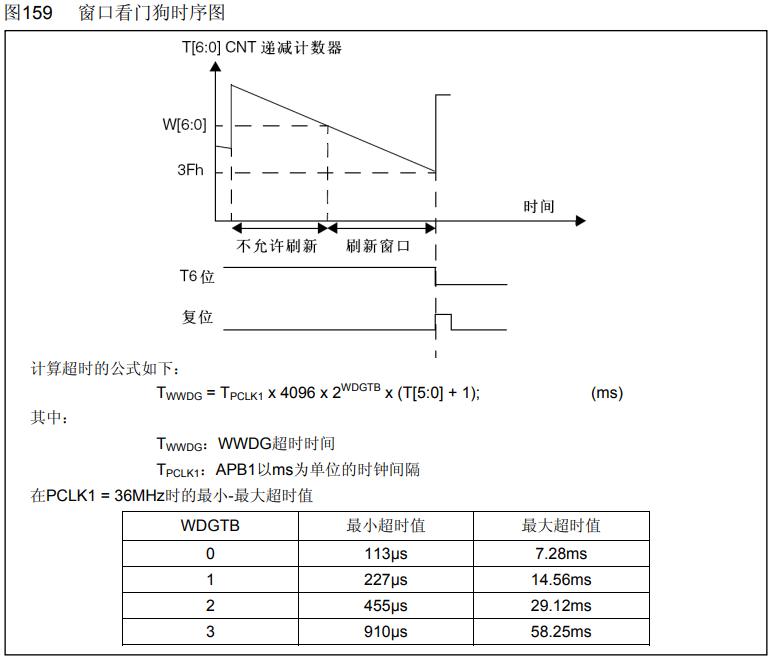 图159 窗口看门狗时序图
T[6:0] CNT 递减计数器
W[6:0]
3Fh
时间
不允许刷新 刷新窗口
T6位
复位
计算超时的公式如下：
TWWDG = TPCLK1 x 4096 x 2WDGTB x (T[5:0] + 1); (ms)
其中：
TWWDG：WWDG超时时间
TPCLK1：APB1以ms为单位的时钟间隔
在PCLK1 = 36MHz时的最小-最大超时值
WDGTB 最小超时值 最大超时值
0 113µs 7.28ms
1 227µs 14.56ms
2 455µs 29.12ms
3 910µs 58.25ms